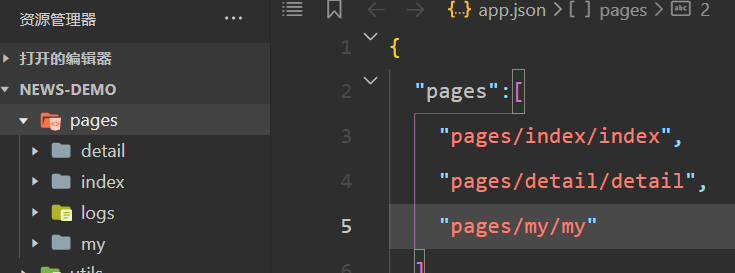 资源管理器
打开的编辑器
NEWS-DEMO
pages
detail
index
logs
my
utils
app.json > [ ] pages > abc 2
1 {
2 "pages":[
3 "pages/index/index",
4 "pages/detail/detail",
5 "pages/my/my"
6 ]